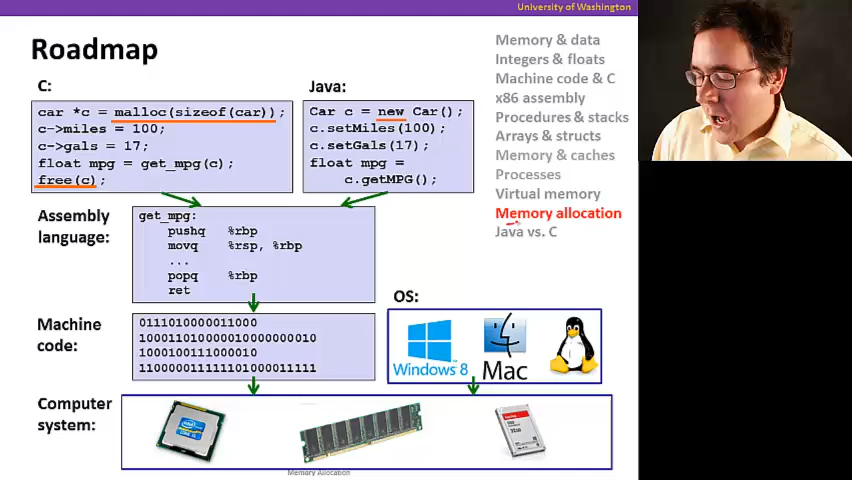 University of Washington
Roadmap
C:
car *c = malloc(sizeof(car));
c->miles = 100;
c->gals = 17;
float mpg = get_mpg(c);
free(c);
Java:
Car c = new Car();
c.setMiles(100);
c.setGals(17);
float mpg =
c.getMPG();
Memory & data
Integers & floats
Machine code & C
x86 assembly
Procedures & stacks
Arrays & structs
Memory & caches
Processes
Virtual memory
Memory allocation
Java vs. C
Assembly
language:
get_mpg:
pushq %rbp
movq %rsp, %rbp
...
popq %rbp
ret
Machine
code:
0111010000011000
100011010000010000000010
1000100111000010
110000011111101000011111
OS:
Windows 8
Mac
Computer
system:
intel
Memory Allocation